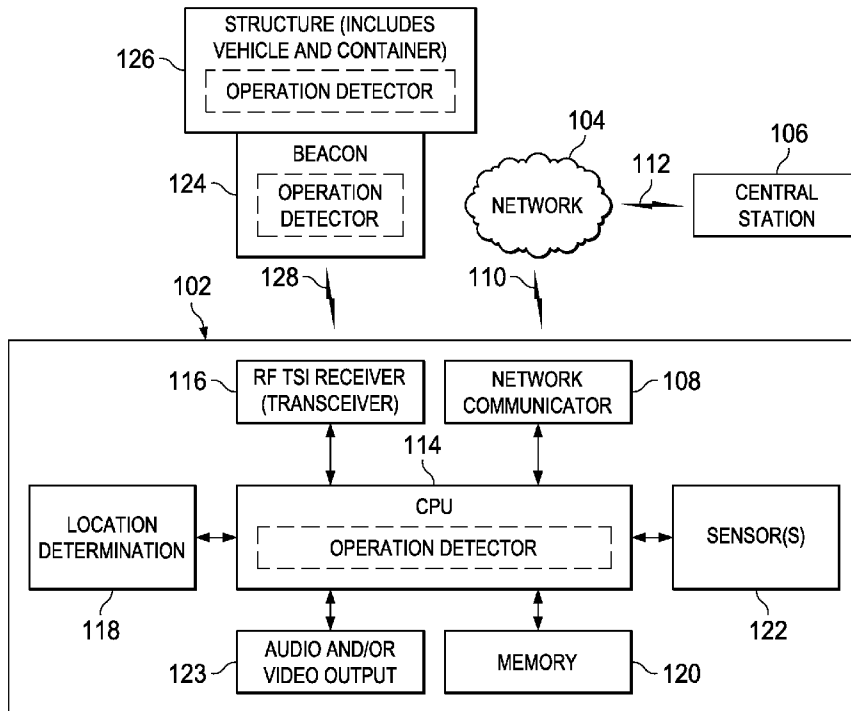 STRUCTURE (INCLUDES
VEHICLE AND CONTAINER)
126
OPERATION DETECTOR
BEACON
124
OPERATION
DETECTOR
104
NETWORK
112
106
CENTRAL
STATION
128
110
102
116
RF TSI RECEIVER
(TRANSCEIVER)
NETWORK
COMMUNICATOR
108
114
CPU
OPERATION DETECTOR
LOCATION
DETERMINATION
118
SENSOR(S)
122
123
AUDIO AND/OR
VIDEO OUTPUT
MEMORY
120